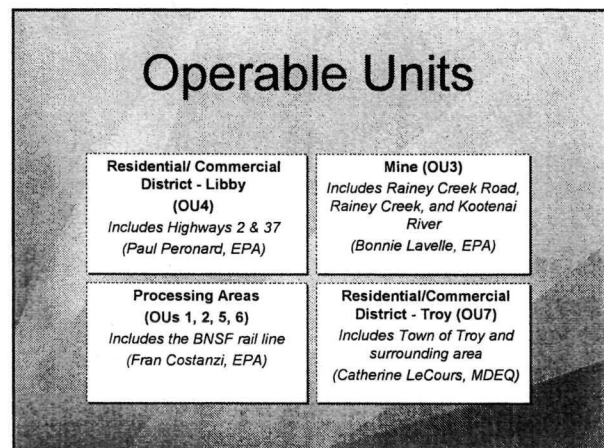 Operable Units
Residential/ Commercial
District - Libby
(OU4)
Includes Highways 2 & 37
(Paul Peronard, EPA)
Mine (OU3)
Includes Rainey Creek Road,
Rainey Creek, and Kootenai
River
(Bonnie Lavelle, EPA)
Processing Areas
(OUs 1, 2, 5, 6)
Includes the BNSF rail line
(Fran Costanzi, EPA)
Residential/Commercial
District - Troy (OU7)
Includes Town of Troy and
surrounding area
(Catherine LeCours, MDEQ)